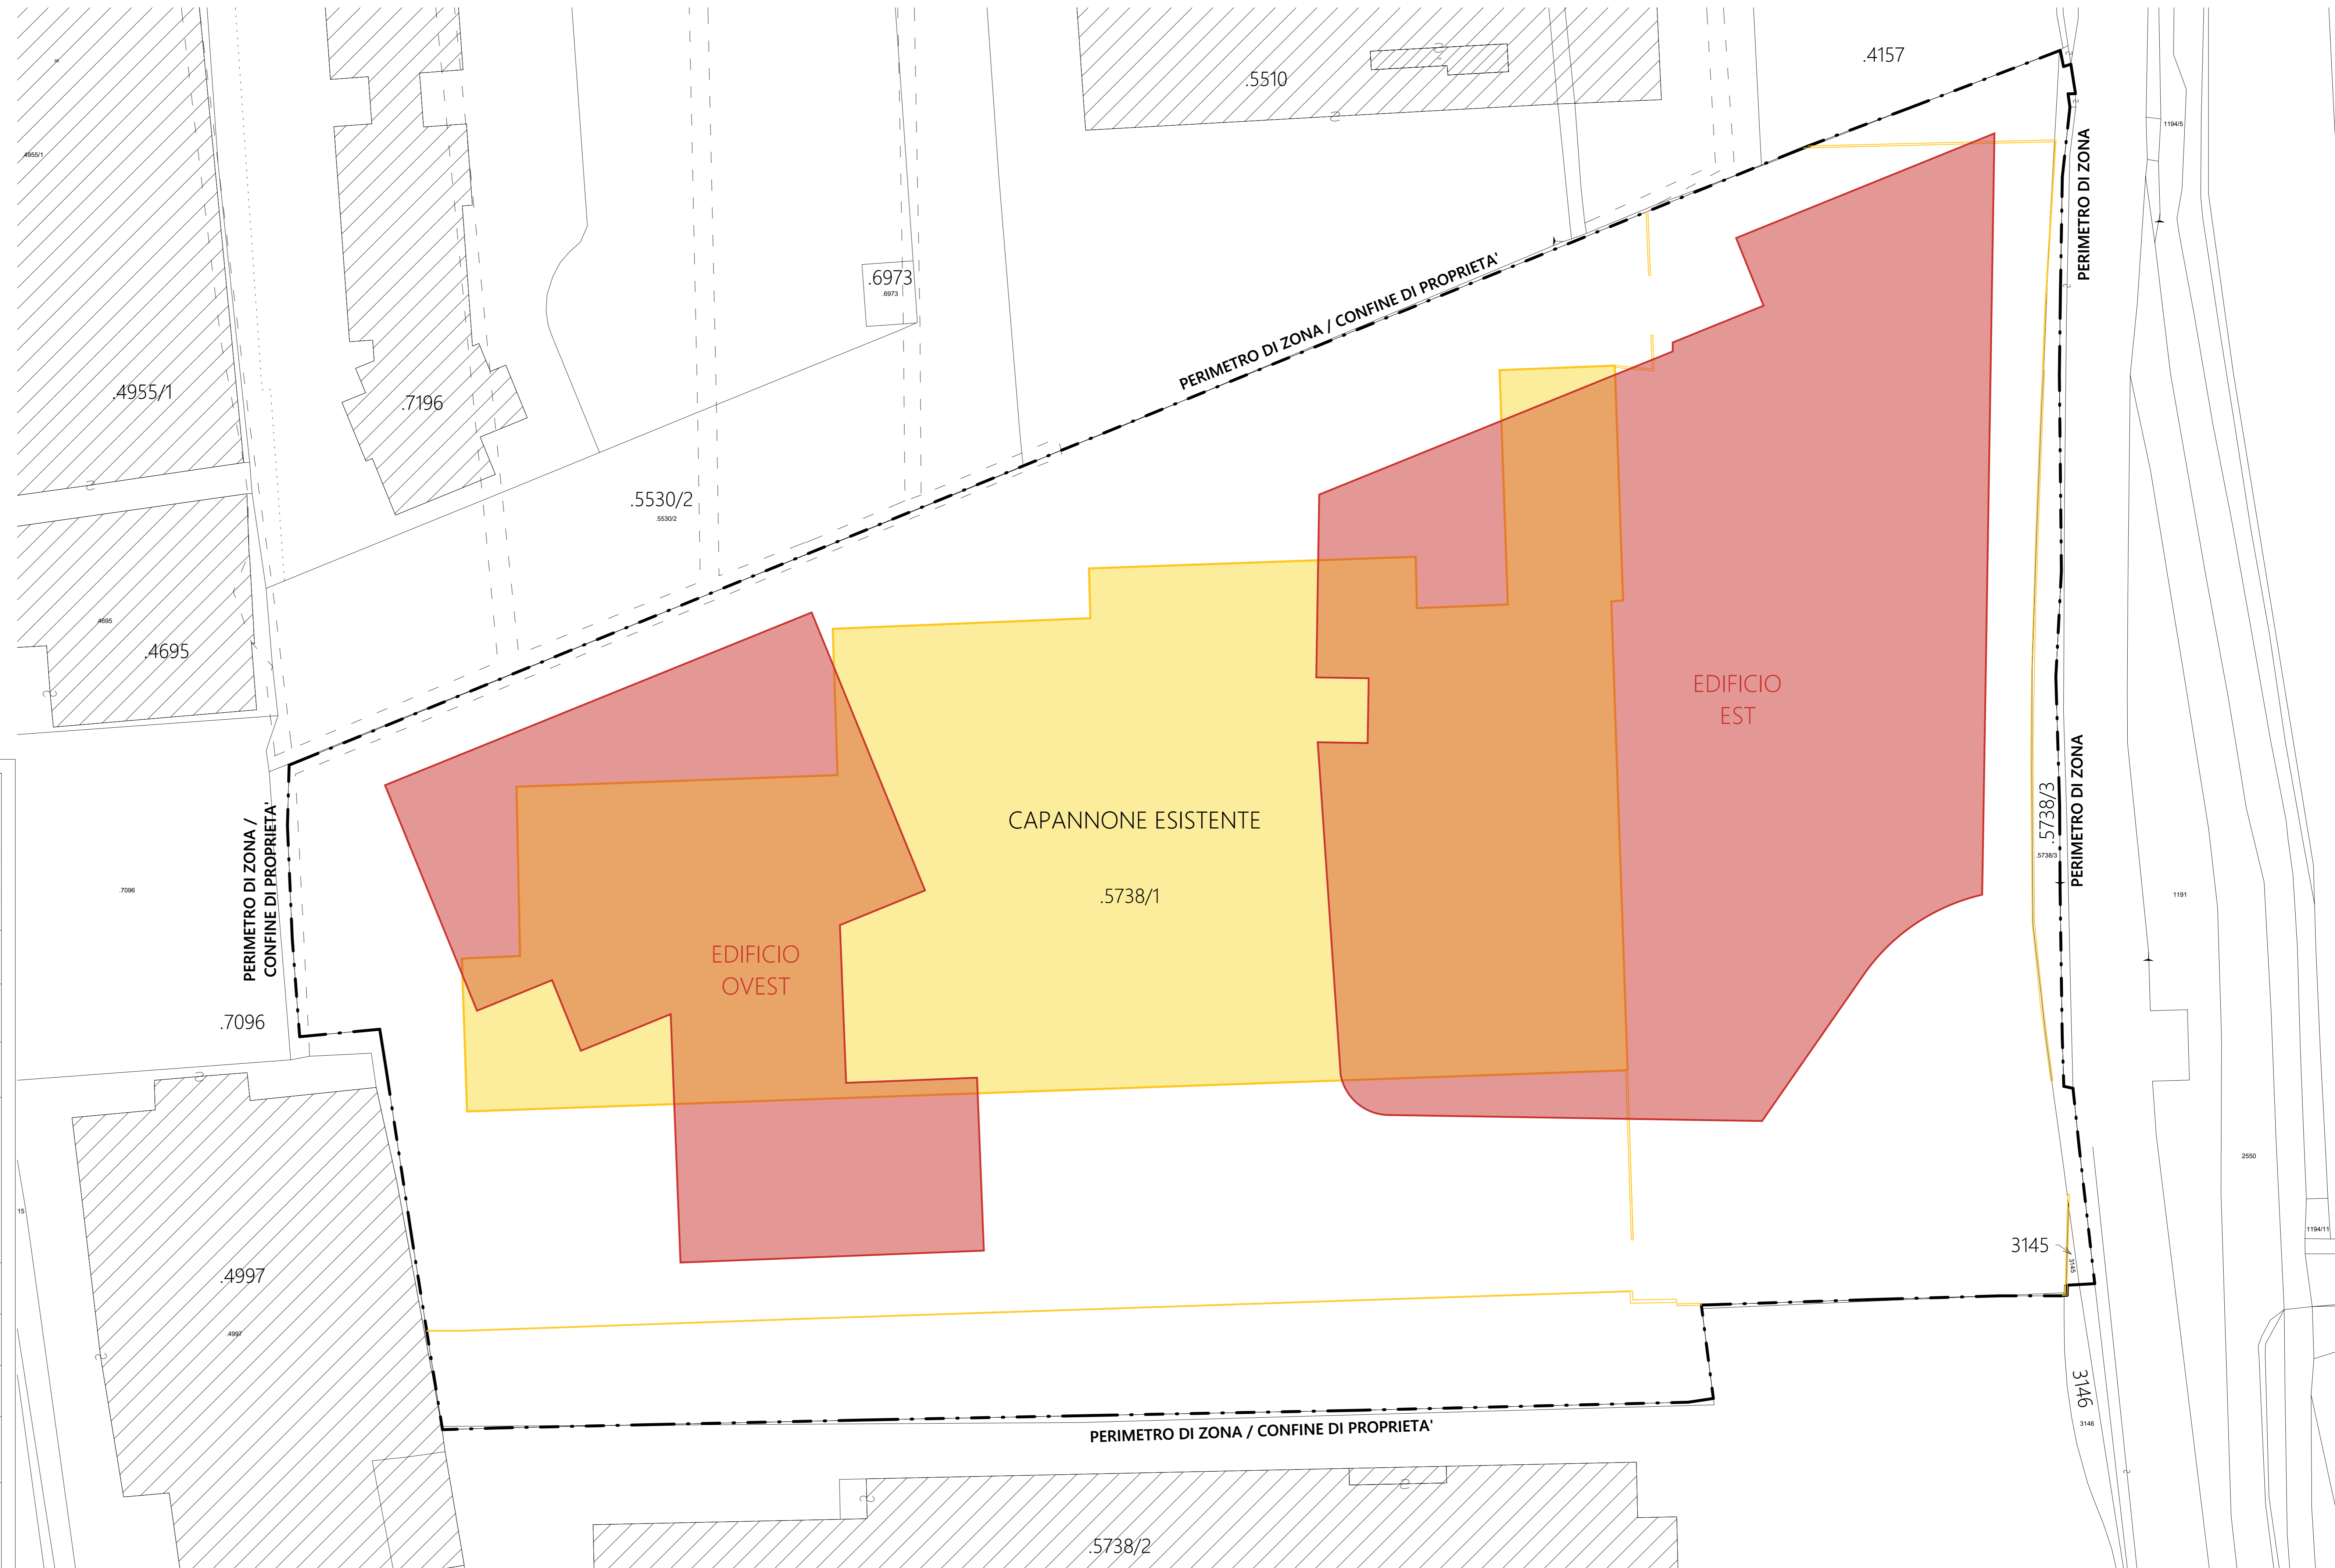 .4157
.5510
1194/5
4955/1
PERIMETRO DI ZONA
.6973
.6973
PERIMETRO DI ZONA / CONFINE DI PROPRIETA'
.4955/1
.7196
.5530/2
.5530/2
4695
.4695
EDIFICIO
EST
CAPANNONE ESISTENTE
.5738/1
.5738/3
.5738/3
PERIMETRO DI ZONA
PERIMETRO DI ZONA /
CONFINE DI PROPRIETA'
.7096
1191
EDIFICIO
OVEST
.7096
2550
15
1194/11
3145
3145
.4997
.4997
3146
3146
PERIMETRO DI ZONA / CONFINE DI PROPRIETA'
.5738/2